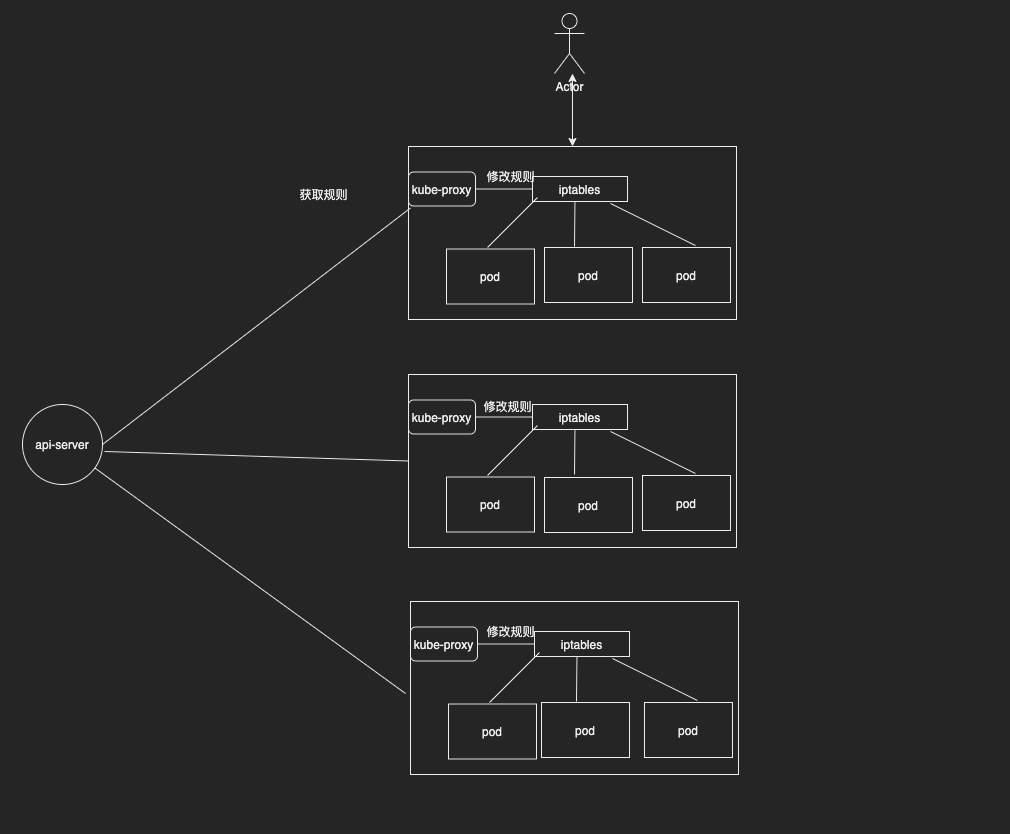 Actor
获取规则
kube-proxy
修改规则
iptables
pod
pod
pod
api-server
kube-proxy
修改规则
iptables
pod
pod
pod
kube-proxy
修改规则
iptables
pod
pod
pod